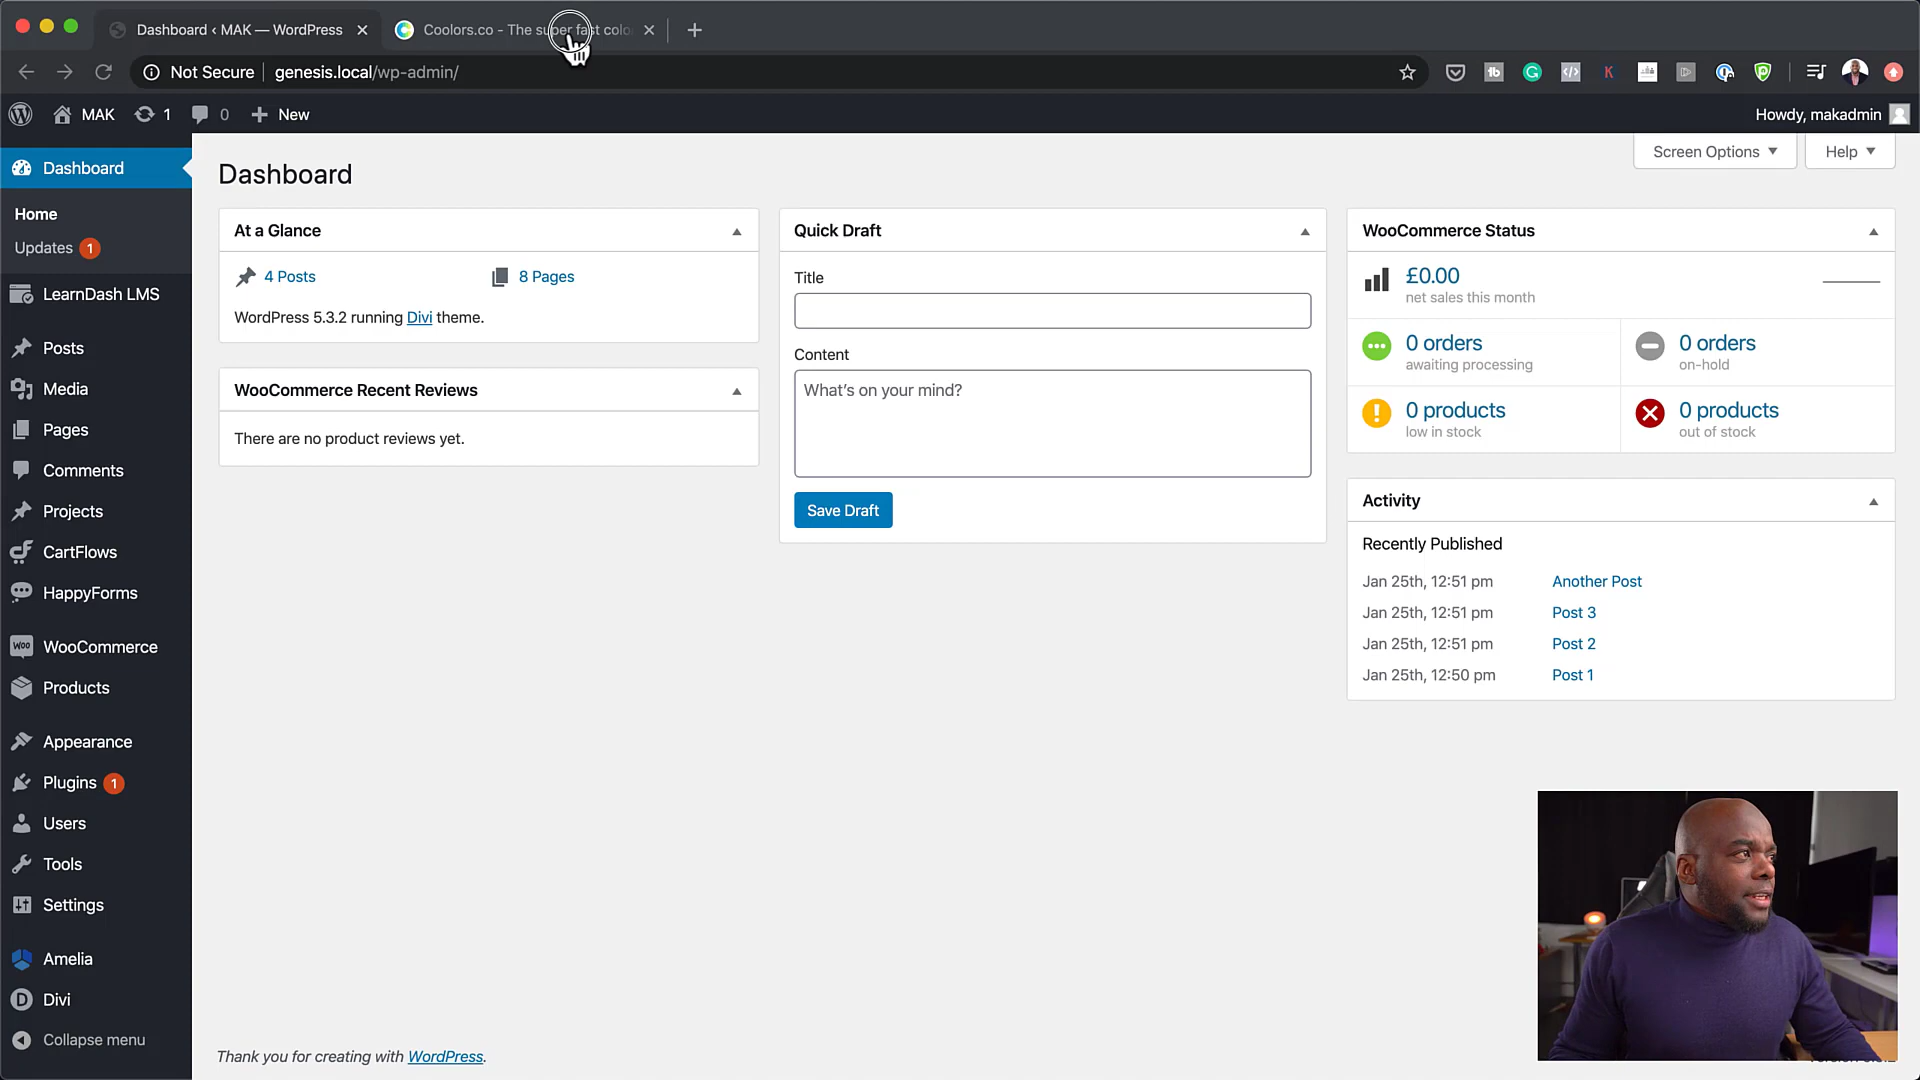 Dashboard ‹ MAK — WordPress
Coolors.co - The super fast colo
Not Secure
genesis.local/wp-admin/
MAK
1
0
New
Howdy, makadmin
Dashboard
Home
Updates 1
LearnDash LMS
Posts
Media
Pages
Comments
Projects
CartFlows
HappyForms
WooCommerce
Products
Appearance
Plugins 1
Users
Tools
Settings
Amelia
Divi
Collapse menu
Dashboard
Screen Options
Help
At a Glance
4 Posts
8 Pages
WordPress 5.3.2 running Divi theme.
WooCommerce Recent Reviews
There are no product reviews yet.
Quick Draft
Title
Content
What's on your mind?
Save Draft
WooCommerce Status
£0.00
net sales this month
0 orders
awaiting processing
0 orders
on-hold
0 products
low in stock
0 products
out of stock
Activity
Recently Published
Jan 25th, 12:51 pm Another Post
Jan 25th, 12:51 pm Post 3
Jan 25th, 12:51 pm Post 2
Jan 25th, 12:50 pm Post 1
Thank you for creating with WordPress.